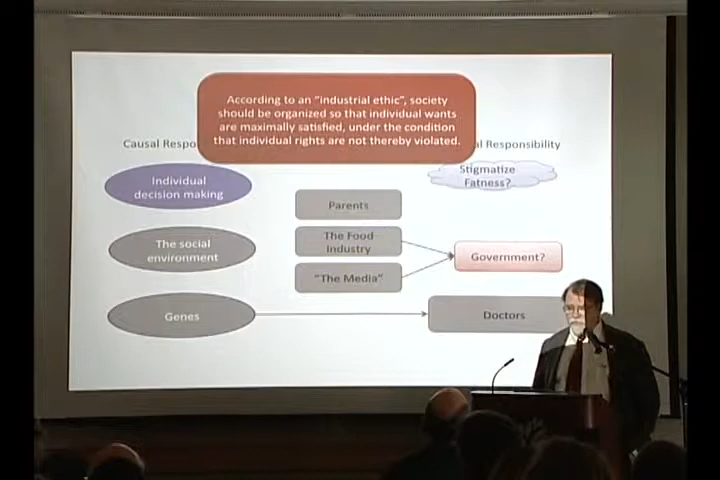 According to an "industrial ethic", society
should be organized so that individual wants
are maximally satisfied, under the condition
that individual rights are not thereby violated.
Causal Respo
al Responsibility
Individual
decision making
Stigmatize
Fatness?
Parents
The Food
Industry
The social
environment
Government?
"The Media"
Genes
Doctors